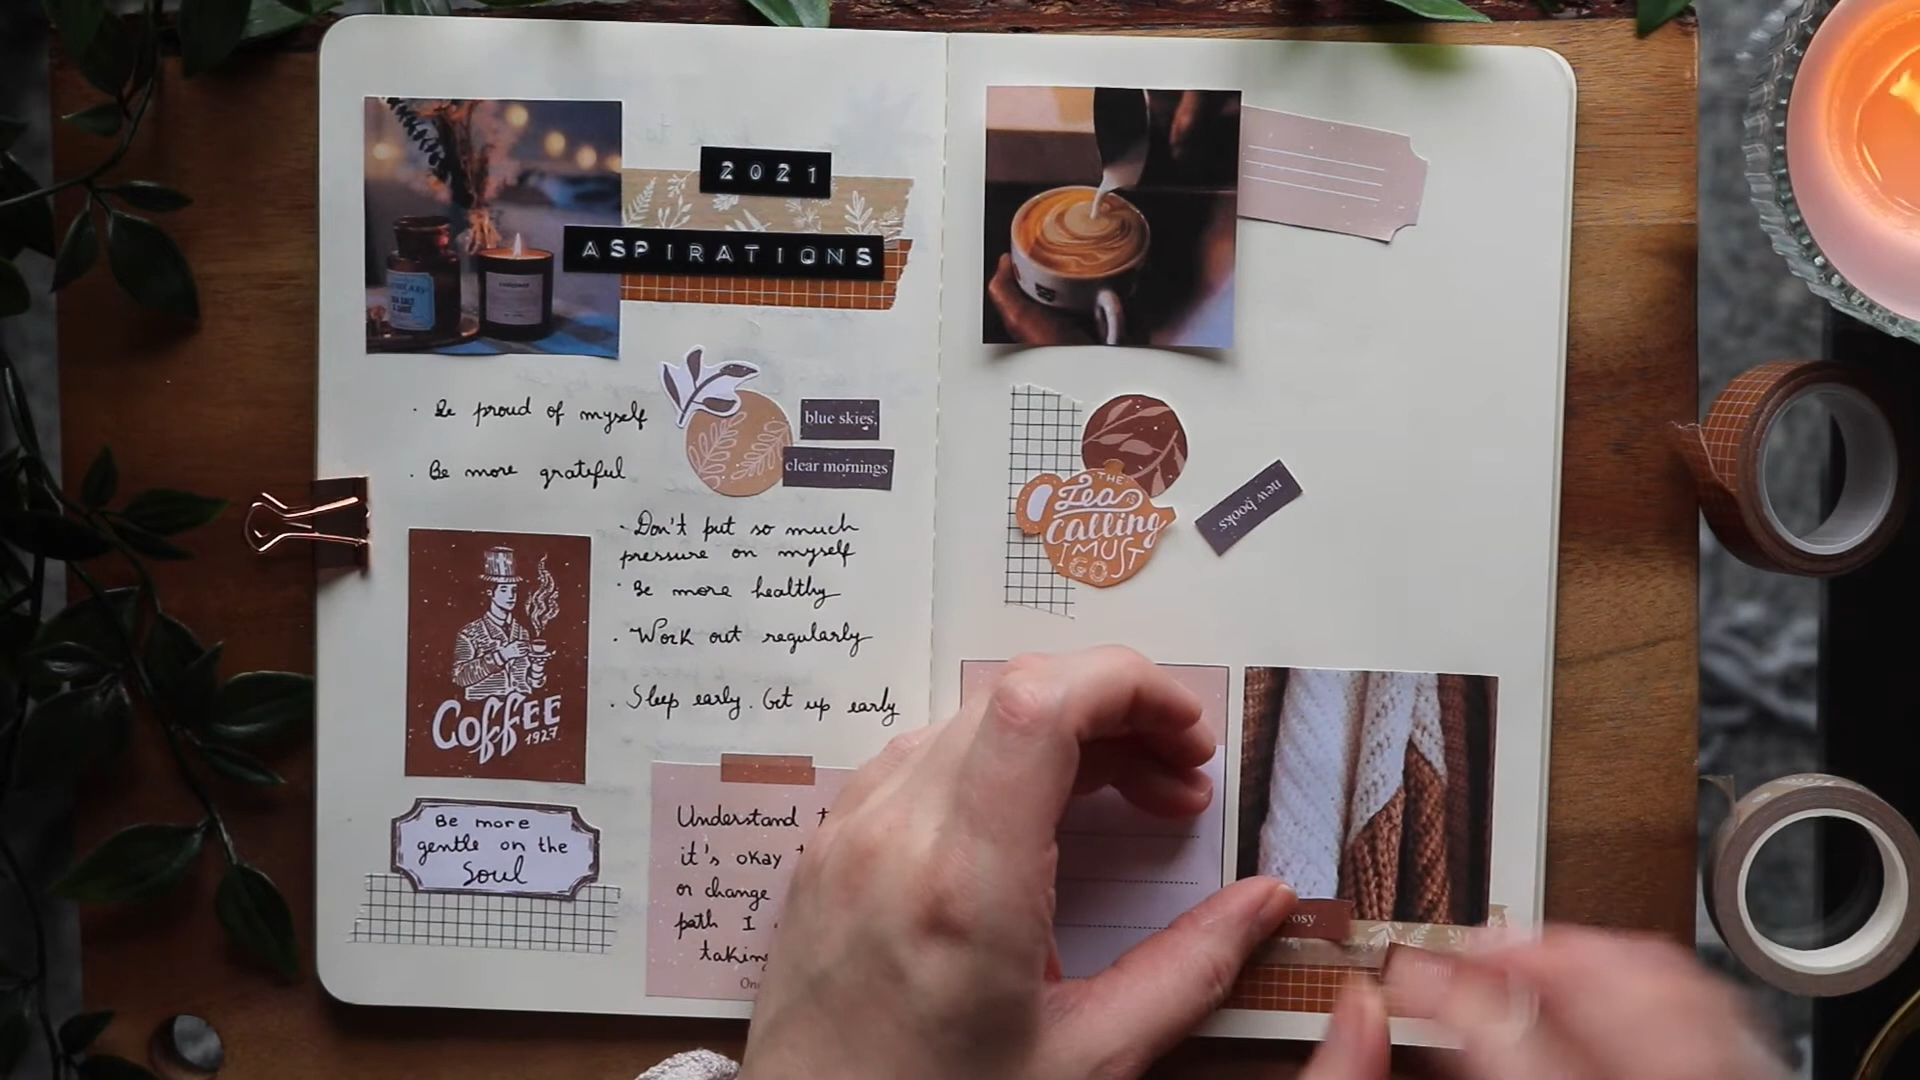 2021
ASPIRATIONS
· Be proud of myself
· Be more grateful
blue skies,
clear mornings
· Don't put so much
pressure on myself
· Be more healthy
· Work out regularly
· Sleep early. Get up early
COFFEE
1927
Be more
gentle on the
Soul
Understand
it's okay
or change
path I
taking
THE
Tea IS
Calling
I MUST
GO
new books.
cosy